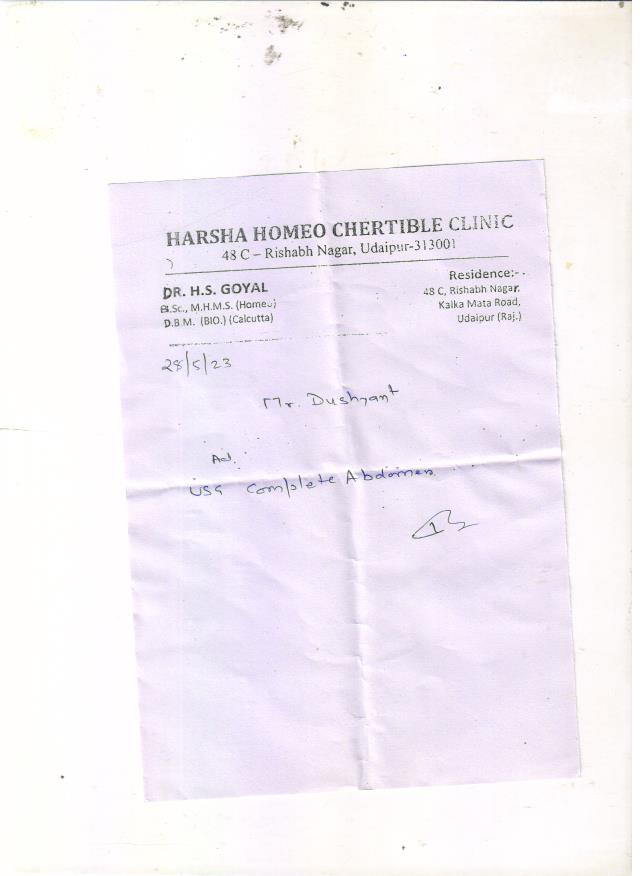 HARSHA HOMEO CHERTIBLE CLINIC
48 C – Rishabh Nagar, Udaipur-313001
DR. H.S. GOYAL
B.Sc., M.H.M.S. (Homeo)
D.B.M. (BIO.) (Calcutta)
Residence:-
48 C, Rishabh Nagar,
Kalka Mata Road,
Udaipur (Raj.)
28/5/23
Mr. Dushyant
Ad.
USG Complete Abdomen